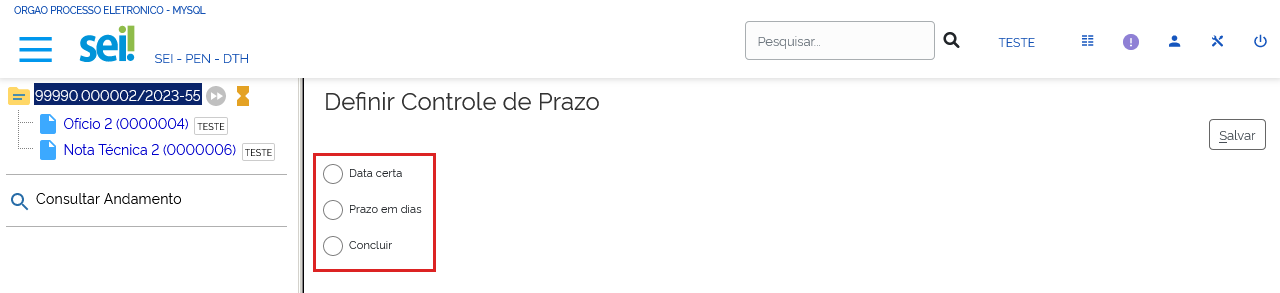 ORGAO PROCESSO ELETRONICO - MYSQL
sei!
SEI - PEN - DTH
Pesquisar...
TESTE
99990.000002/2023-55
Ofício 2 (0000004) TESTE
Nota Técnica 2 (0000006) TESTE
Consultar Andamento
Definir Controle de Prazo
Salvar
Data certa
Prazo em dias
Concluir